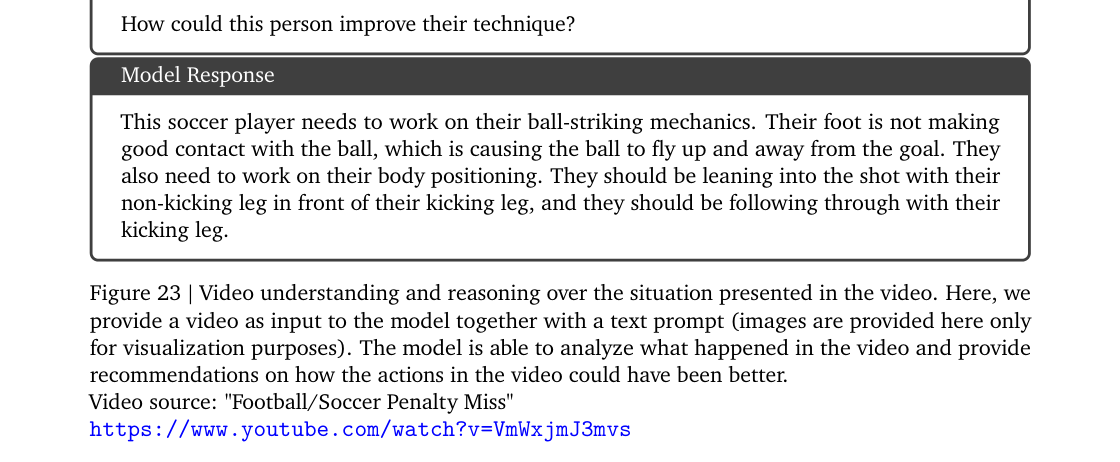 How could this person improve their technique?
Model Response
This soccer player needs to work on their ball-striking mechanics. Their foot is not making
good contact with the ball, which is causing the ball to fly up and away from the goal. They
also need to work on their body positioning. They should be leaning into the shot with their
non-kicking leg in front of their kicking leg, and they should be following through with their
kicking leg.
Figure 23 | Video understanding and reasoning over the situation presented in the video. Here, we
provide a video as input to the model together with a text prompt (images are provided here only
for visualization purposes). The model is able to analyze what happened in the video and provide
recommendations on how the actions in the video could have been better.
Video source: "Football/Soccer Penalty Miss"
https://www.youtube.com/watch?v=VmWxjmJ3mvs